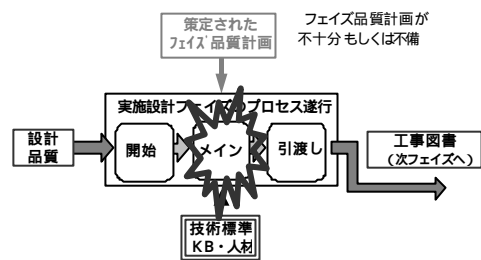 策定された
フェイズ品質計画
フェイズ品質計画が
不十分もしくは不備
実施設計フェイズのプロセス遂行
設計
品質
開始
メイン
引渡し
工事図書
(次フェイズへ)
技術標準
KB・人材